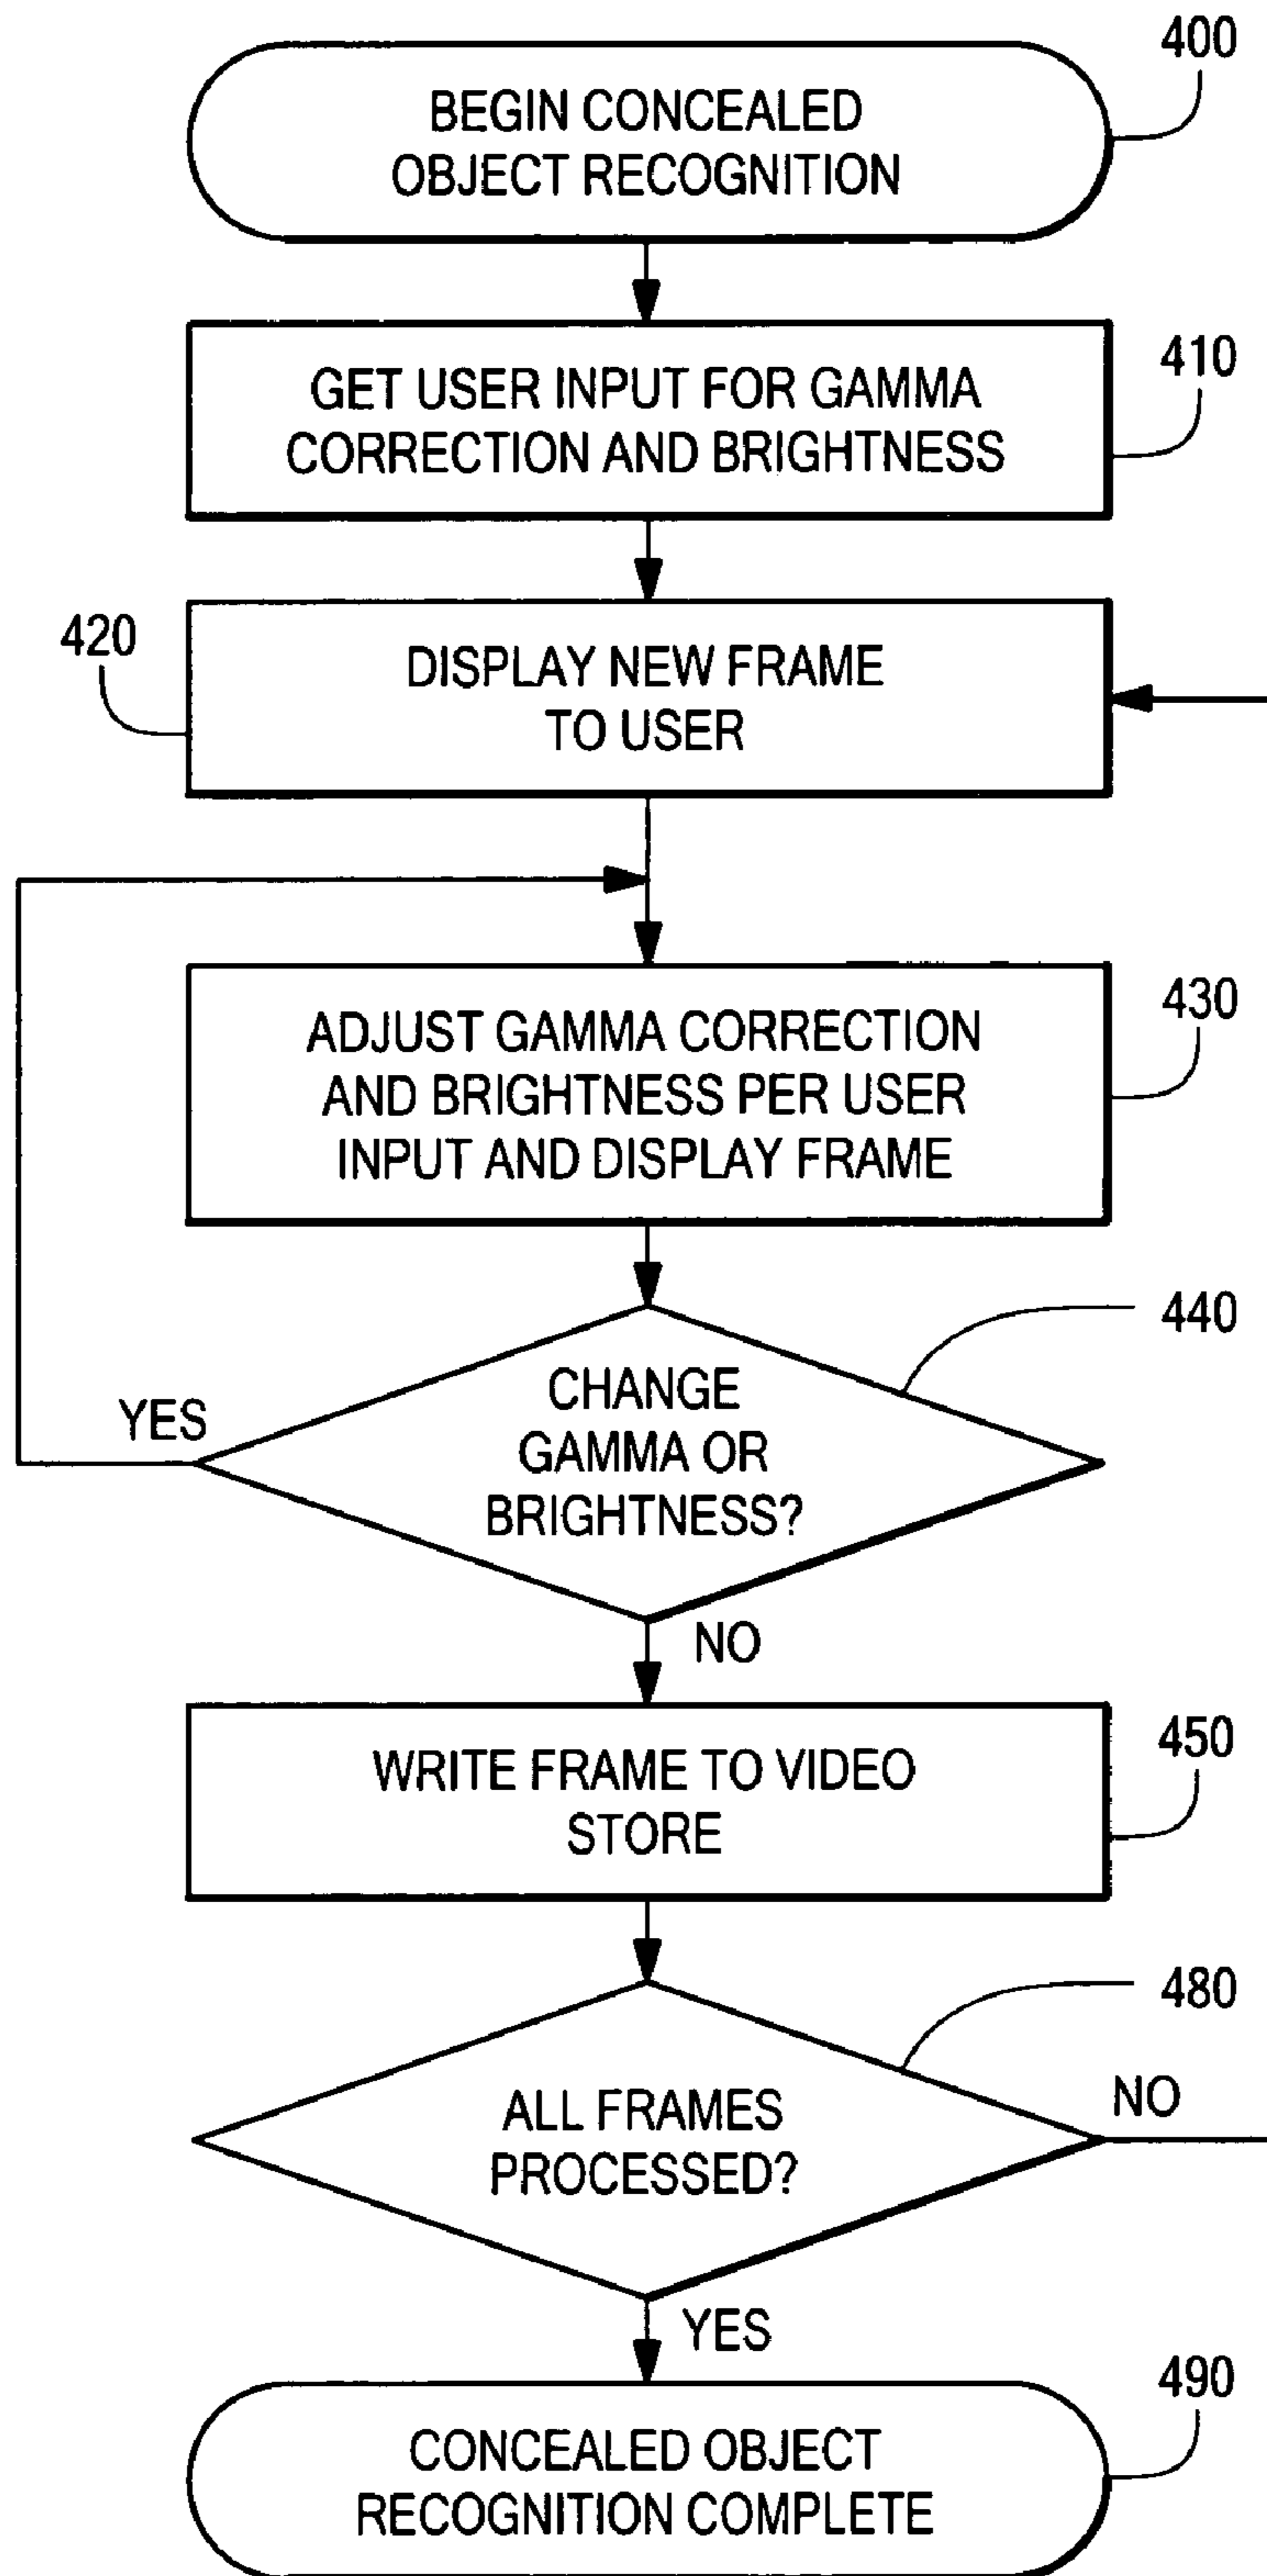 400
BEGIN CONCEALED
OBJECT RECOGNITION
410
GET USER INPUT FOR GAMMA
CORRECTION AND BRIGHTNESS
420
DISPLAY NEW FRAME
TO USER
430
ADJUST GAMMA CORRECTION
AND BRIGHTNESS PER USER
INPUT AND DISPLAY FRAME
440
CHANGE
GAMMA OR
BRIGHTNESS?
YES
NO
450
WRITE FRAME TO VIDEO
STORE
480
ALL FRAMES
PROCESSED?
NO
YES
490
CONCEALED OBJECT
RECOGNITION COMPLETE